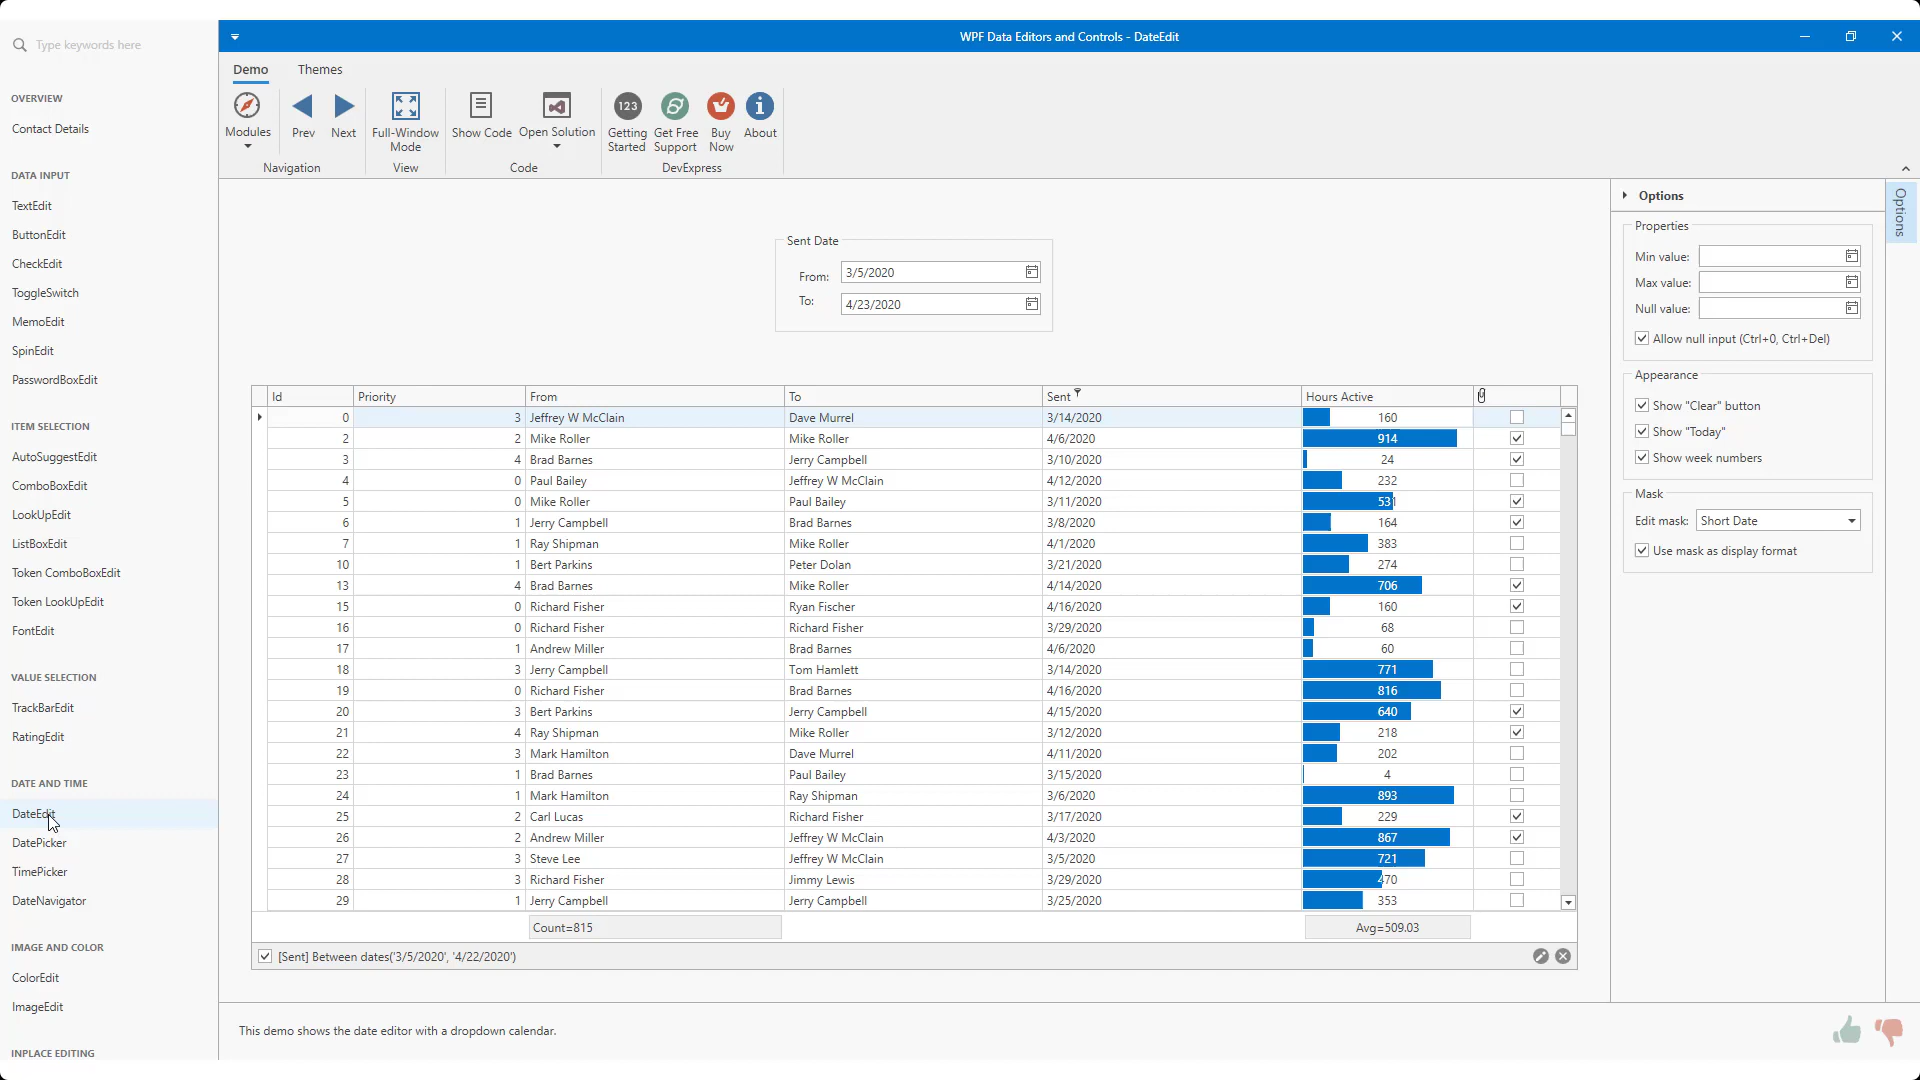 Type keywords here
WPF Data Editors and Controls - DateEdit
Demo Themes
Modules Prev Next Full-Window Mode Show Code Open Solution Getting Started Get Free Support Buy Now About
Navigation View Code DevExpress
OVERVIEW
Contact Details
DATA INPUT
TextEdit
ButtonEdit
CheckEdit
ToggleSwitch
MemoEdit
SpinEdit
PasswordBoxEdit
ITEM SELECTION
AutoSuggestEdit
ComboBoxEdit
LookUpEdit
ListBoxEdit
Token ComboBoxEdit
Token LookUpEdit
FontEdit
VALUE SELECTION
TrackBarEdit
RatingEdit
DATE AND TIME
DateEdit
DatePicker
TimePicker
DateNavigator
IMAGE AND COLOR
ColorEdit
ImageEdit
INPLACE EDITING
Sent Date
From: 3/5/2020
To: 4/23/2020
Id Priority From To Sent Hours Active
0 3 Jeffrey W McClain Dave Murrel 3/14/2020 160
2 2 Mike Roller Mike Roller 4/6/2020 914
3 4 Brad Barnes Jerry Campbell 3/10/2020 24
4 0 Paul Bailey Jeffrey W McClain 4/12/2020 232
5 0 Mike Roller Paul Bailey 3/11/2020 531
6 1 Jerry Campbell Brad Barnes 3/8/2020 164
7 1 Ray Shipman Mike Roller 4/1/2020 383
10 1 Bert Parkins Peter Dolan 3/21/2020 274
13 4 Brad Barnes Mike Roller 4/14/2020 706
15 0 Richard Fisher Ryan Fischer 4/16/2020 160
16 0 Richard Fisher Richard Fisher 3/29/2020 68
17 1 Andrew Miller Brad Barnes 4/6/2020 60
18 3 Jerry Campbell Tom Hamlett 3/14/2020 771
19 0 Richard Fisher Brad Barnes 4/16/2020 816
20 3 Bert Parkins Jerry Campbell 4/15/2020 640
21 4 Ray Shipman Mike Roller 3/12/2020 218
22 3 Mark Hamilton Dave Murrel 4/11/2020 202
23 1 Brad Barnes Paul Bailey 3/15/2020 4
24 1 Mark Hamilton Ray Shipman 3/6/2020 893
25 2 Carl Lucas Richard Fisher 3/17/2020 229
26 2 Andrew Miller Jeffrey W McClain 4/3/2020 867
27 3 Steve Lee Jeffrey W McClain 3/5/2020 721
28 3 Richard Fisher Jimmy Lewis 3/29/2020 470
29 1 Jerry Campbell Jerry Campbell 3/25/2020 353
Count=815 Avg=509.03
[Sent] Between dates('3/5/2020', '4/22/2020')
This demo shows the date editor with a dropdown calendar.
Options
Options
Properties
Min value:
Max value:
Null value:
Allow null input (Ctrl+0, Ctrl+Del)
Appearance
Show "Clear" button
Show "Today"
Show week numbers
Mask
Edit mask: Short Date
Use mask as display format
123